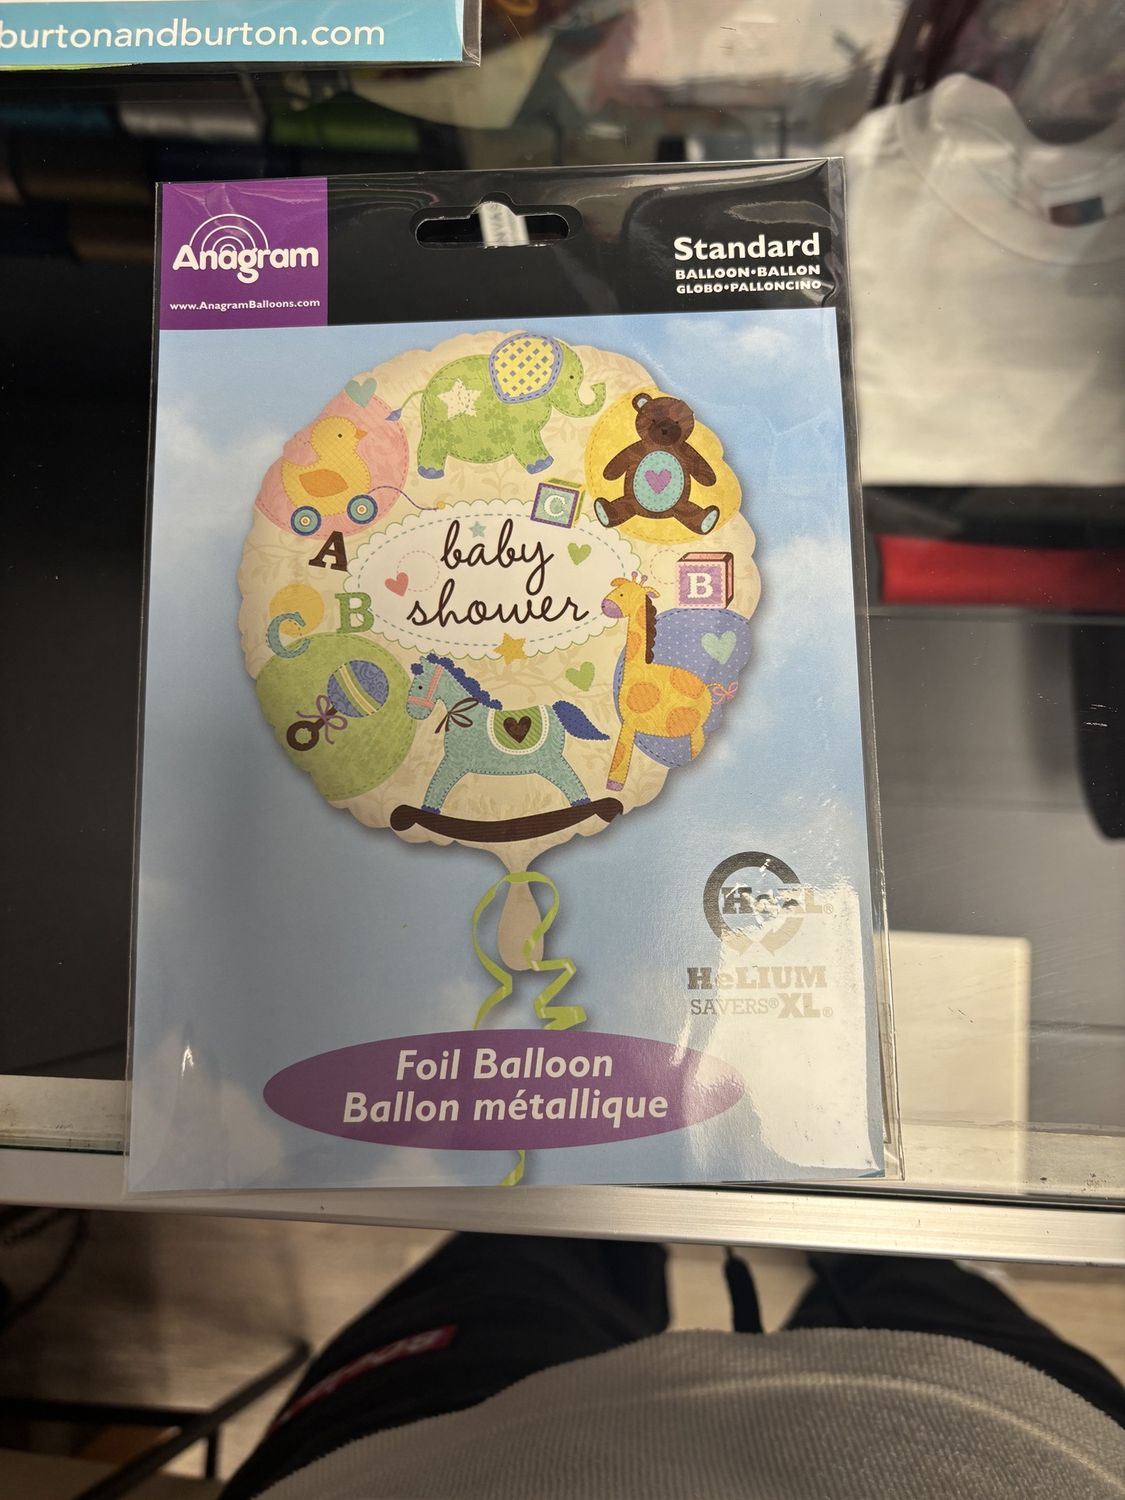 burtonandburton.com
Anagram
www.AnagramBalloons.com
Standard
BALLOON•BALLON
GLOBO•PALLONCINO
C
A
baby
B
C
B
shower
HeXL®
HeLIUM
SAVERS® XL®
Foil Balloon
Ballon métallique